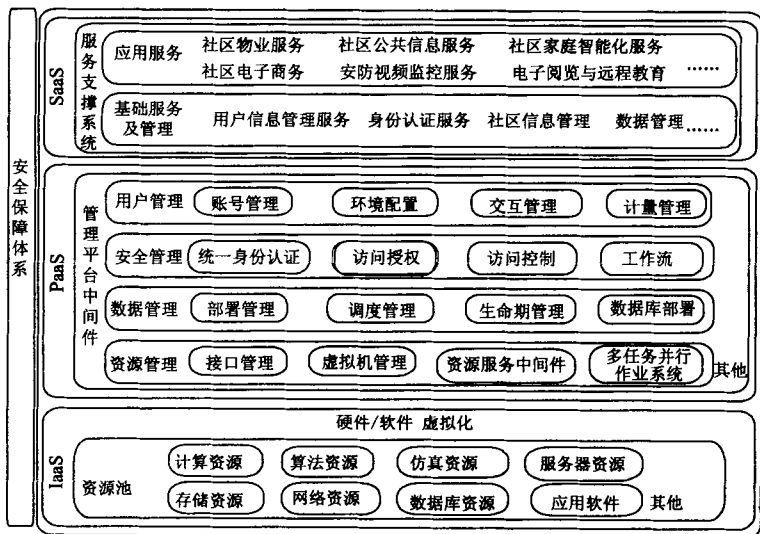 安全保障体系
SaaS
服务支撑系统
应用服务 社区物业服务 社区公共信息服务 社区家庭智能化服务
社区电子商务 安防视频监控服务 电子阅览与远程教育 ……
基础服务及管理 用户信息管理服务 身份认证服务 社区信息管理 数据管理……
PaaS
管理平台中间件
用户管理 账号管理 环境配置 交互管理 计量管理
安全管理 统一身份认证 访问授权 访问控制 工作流
数据管理 部署管理 调度管理 生命期管理 数据库部署
资源管理 接口管理 虚拟机管理 资源服务中间件 多任务并行作业系统 其他
IaaS
硬件/软件 虚拟化
资源池
计算资源 算法资源 仿真资源 服务器资源
存储资源 网络资源 数据库资源 应用软件 其他